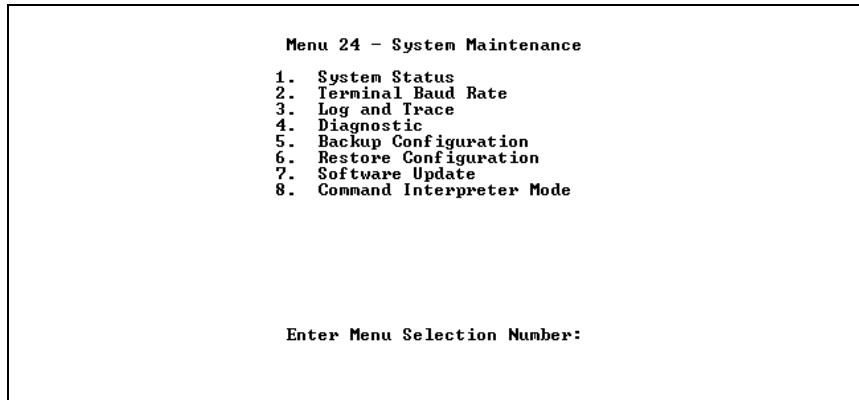 Menu 24 - System Maintenance
1. System Status
2. Terminal Baud Rate
3. Log and Trace
4. Diagnostic
5. Backup Configuration
6. Restore Configuration
7. Software Update
8. Command Interpreter Mode
Enter Menu Selection Number: